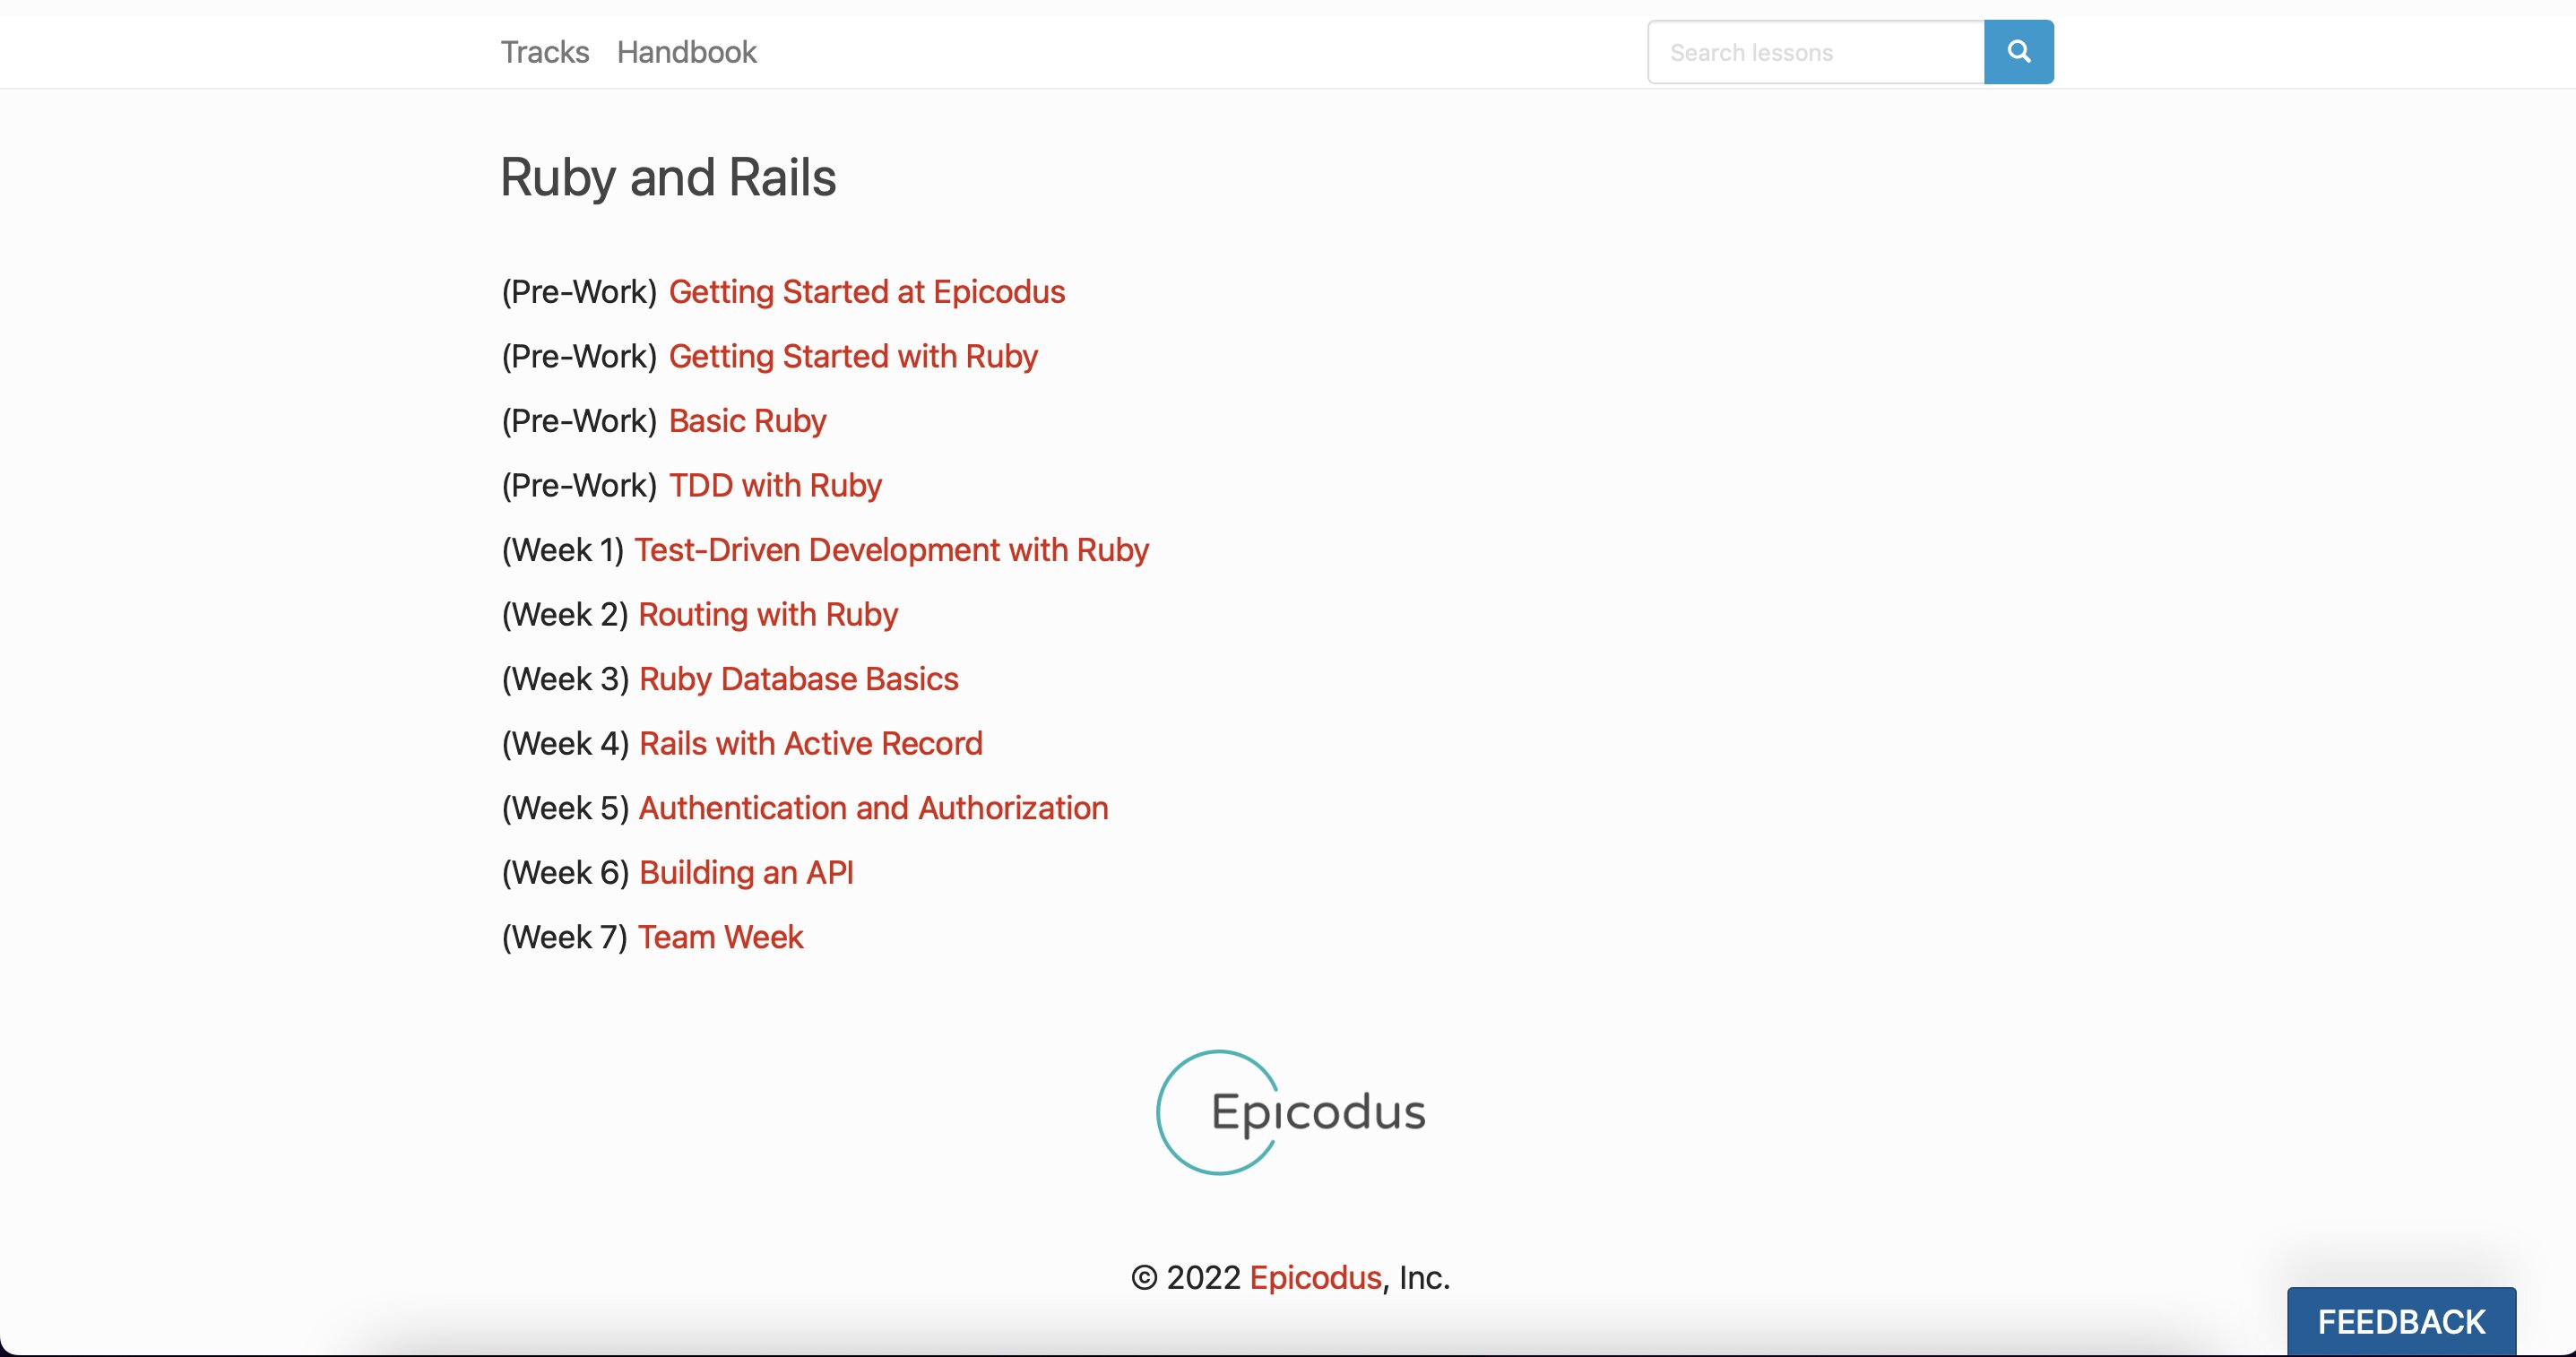 Tracks Handbook Search lessons
Ruby and Rails
(Pre-Work) Getting Started at Epicodus
(Pre-Work) Getting Started with Ruby
(Pre-Work) Basic Ruby
(Pre-Work) TDD with Ruby
(Week 1) Test-Driven Development with Ruby
(Week 2) Routing with Ruby
(Week 3) Ruby Database Basics
(Week 4) Rails with Active Record
(Week 5) Authentication and Authorization
(Week 6) Building an API
(Week 7) Team Week
Epicodus
© 2022 Epicodus, Inc.
FEEDBACK